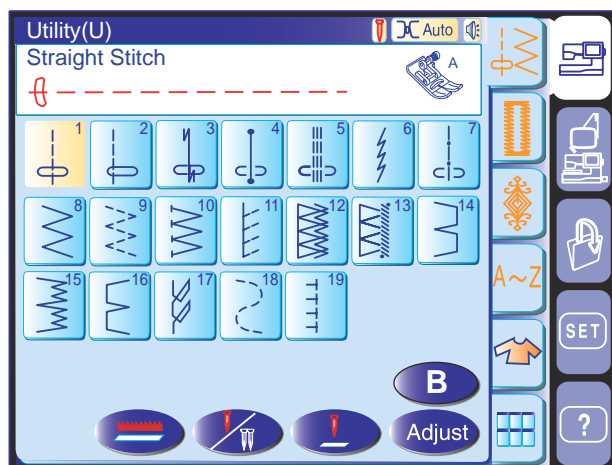 Utility(U) Auto
Straight Stitch A
1 2 3 4 5 6 7
8 9 10 11 12 13 14
A~Z
15 16 17 18 19
SET
B
Adjust ?